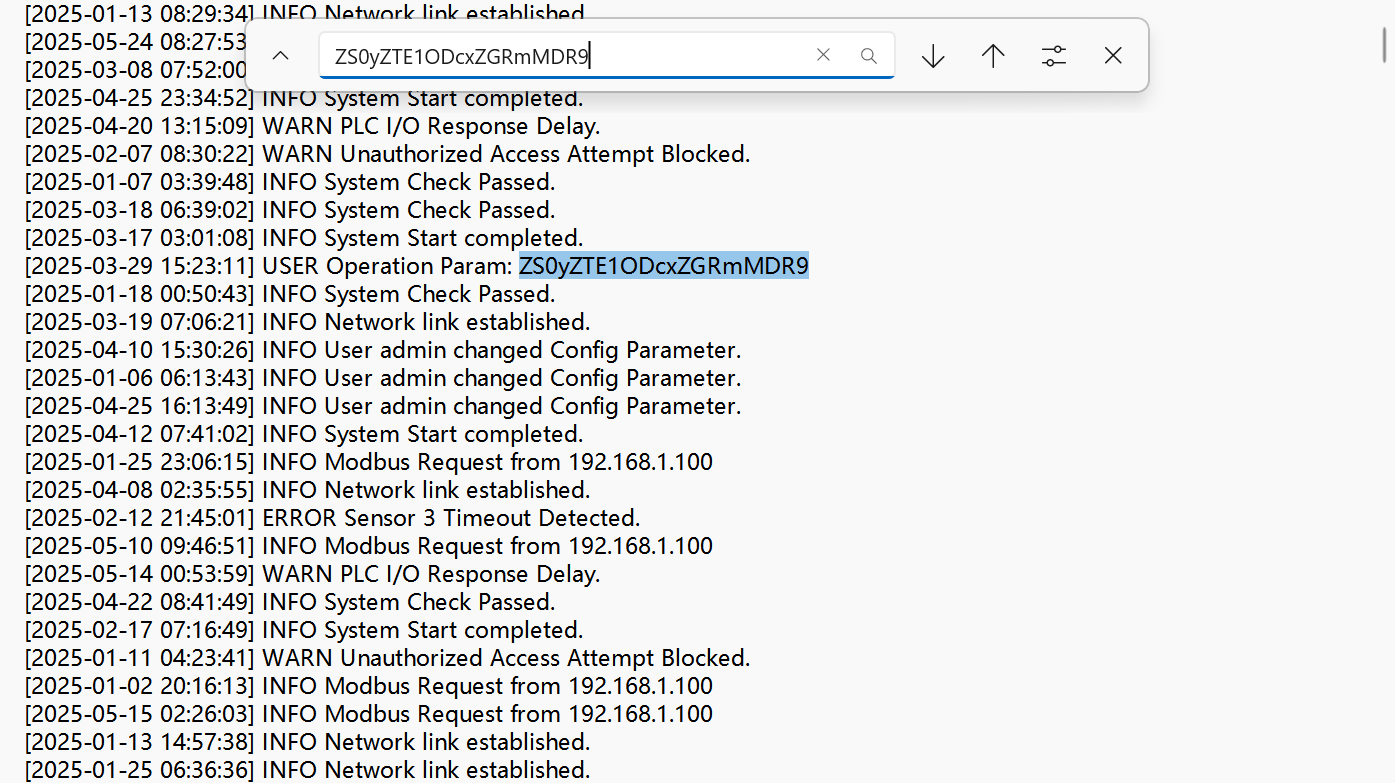 [2025-01-13 08:29:34] INFO Network link established.
[2025-05-24 08:27:53
[2025-03-08 07:52:00
ZS0yZTE1ODcxZGRmMDR9
[2025-04-25 23:34:52] INFO System Start completed.
[2025-04-20 13:15:09] WARN PLC I/O Response Delay.
[2025-02-07 08:30:22] WARN Unauthorized Access Attempt Blocked.
[2025-01-07 03:39:48] INFO System Check Passed.
[2025-03-18 06:39:02] INFO System Check Passed.
[2025-03-17 03:01:08] INFO System Start completed.
[2025-03-29 15:23:11] USER Operation Param: ZS0yZTE1ODcxZGRmMDR9
[2025-01-18 00:50:43] INFO System Check Passed.
[2025-03-19 07:06:21] INFO Network link established.
[2025-04-10 15:30:26] INFO User admin changed Config Parameter.
[2025-01-06 06:13:43] INFO User admin changed Config Parameter.
[2025-04-25 16:13:49] INFO User admin changed Config Parameter.
[2025-04-12 07:41:02] INFO System Start completed.
[2025-01-25 23:06:15] INFO Modbus Request from 192.168.1.100
[2025-04-08 02:35:55] INFO Network link established.
[2025-02-12 21:45:01] ERROR Sensor 3 Timeout Detected.
[2025-05-10 09:46:51] INFO Modbus Request from 192.168.1.100
[2025-05-14 00:53:59] WARN PLC I/O Response Delay.
[2025-04-22 08:41:49] INFO System Check Passed.
[2025-02-17 07:16:49] INFO System Start completed.
[2025-01-11 04:23:41] WARN Unauthorized Access Attempt Blocked.
[2025-01-02 20:16:13] INFO Modbus Request from 192.168.1.100
[2025-05-15 02:26:03] INFO Modbus Request from 192.168.1.100
[2025-01-13 14:57:38] INFO Network link established.
[2025-01-25 06:36:36] INFO Network link established.